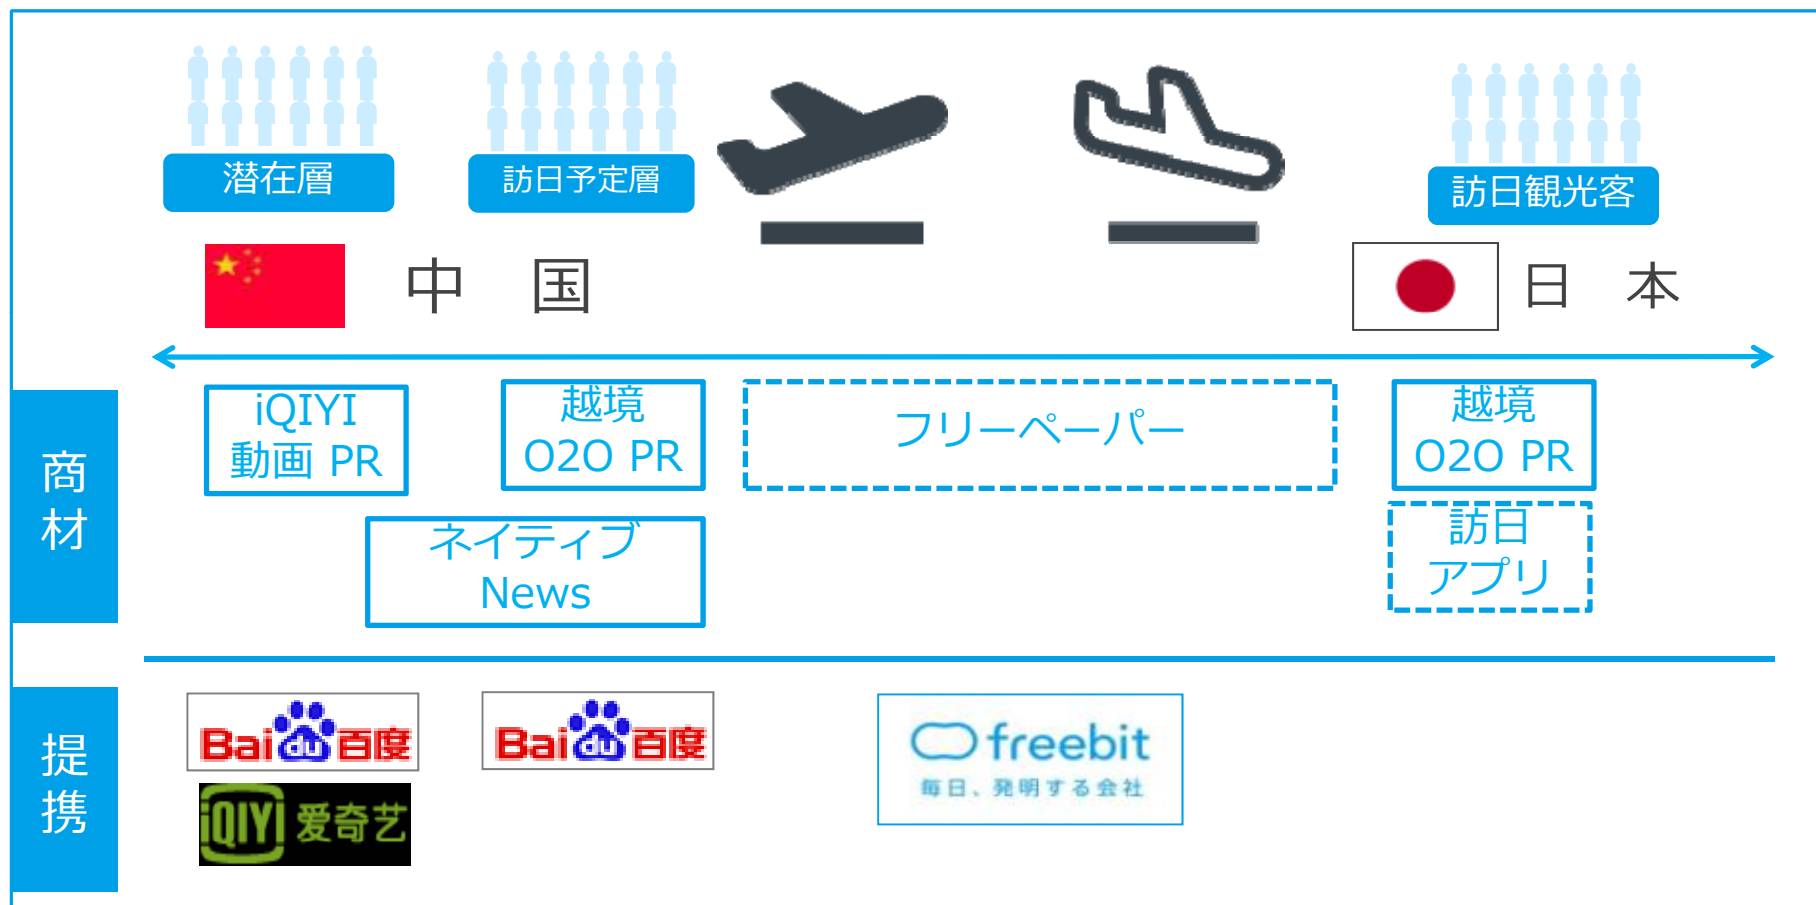 潜在層
訪日予定層
訪日観光客
中 国
日 本
商材
iQIYI
動画 PR
越境
O2O PR
フリーペーパー
越境
O2O PR
ネイティブ
News
訪日
アプリ
提携
Bai du 百度
Bai du 百度
freebit
毎日、発明する会社
iQIYI 爱奇艺